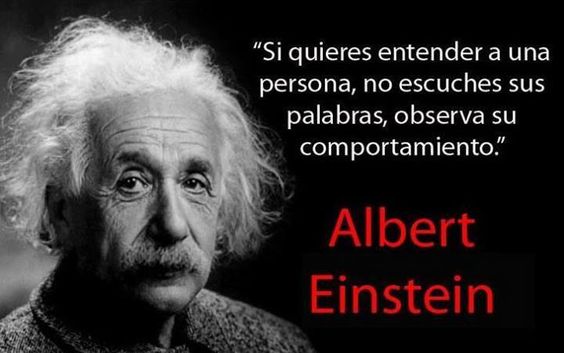 “Si quieres entender a una
persona, no escuches sus
palabras, observa su
comportamiento.”
Albert
Einstein